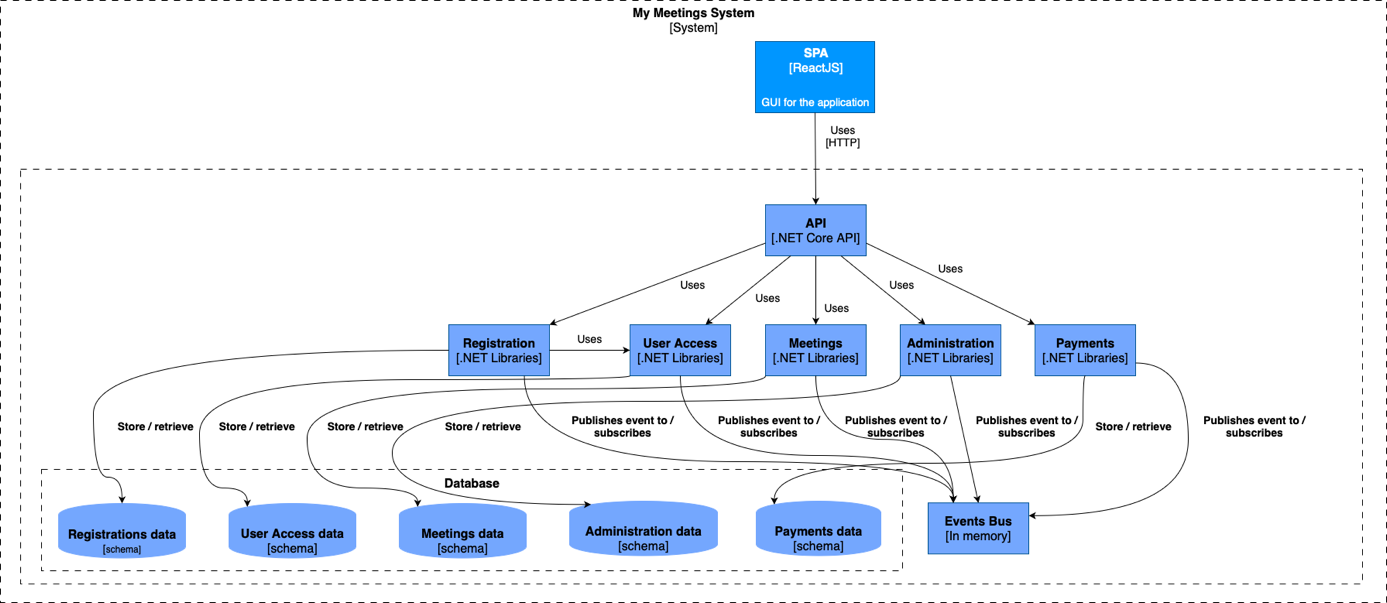 My Meetings System
[System]
SPA
[ReactJS]
GUI for the application
Uses
[HTTP]
API
[.NET Core API]
Uses
Uses
Uses
Uses
Uses
Registration
[.NET Libraries]
Uses
User Access
[.NET Libraries]
Meetings
[.NET Libraries]
Administration
[.NET Libraries]
Payments
[.NET Libraries]
Store / retrieve
Store / retrieve
Store / retrieve
Store / retrieve
Publishes event to /
subscribes
Publishes event to /
subscribes
Publishes event to /
subscribes
Publishes event to /
subscribes
Store / retrieve
Publishes event to /
subscribes
Database
Registrations data
[schema]
User Access data
[schema]
Meetings data
[schema]
Administration data
[schema]
Payments data
[schema]
Events Bus
[In memory]